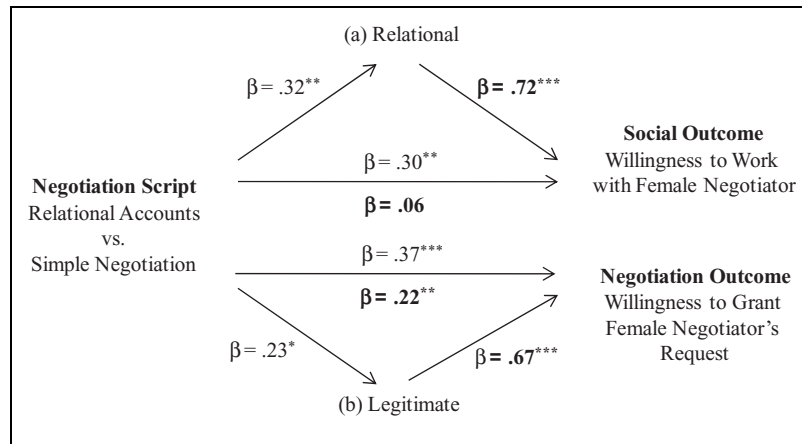 (a) Relational
β = .32**
β = .72***
Social Outcome
Willingness to Work
with Female Negotiator
β = .30**
β = .06
Negotiation Script
Relational Accounts
vs.
Simple Negotiation
β = .37***
β = .22**
Negotiation Outcome
Willingness to Grant
Female Negotiator’s
Request
β = .23*
β = .67***
(b) Legitimate